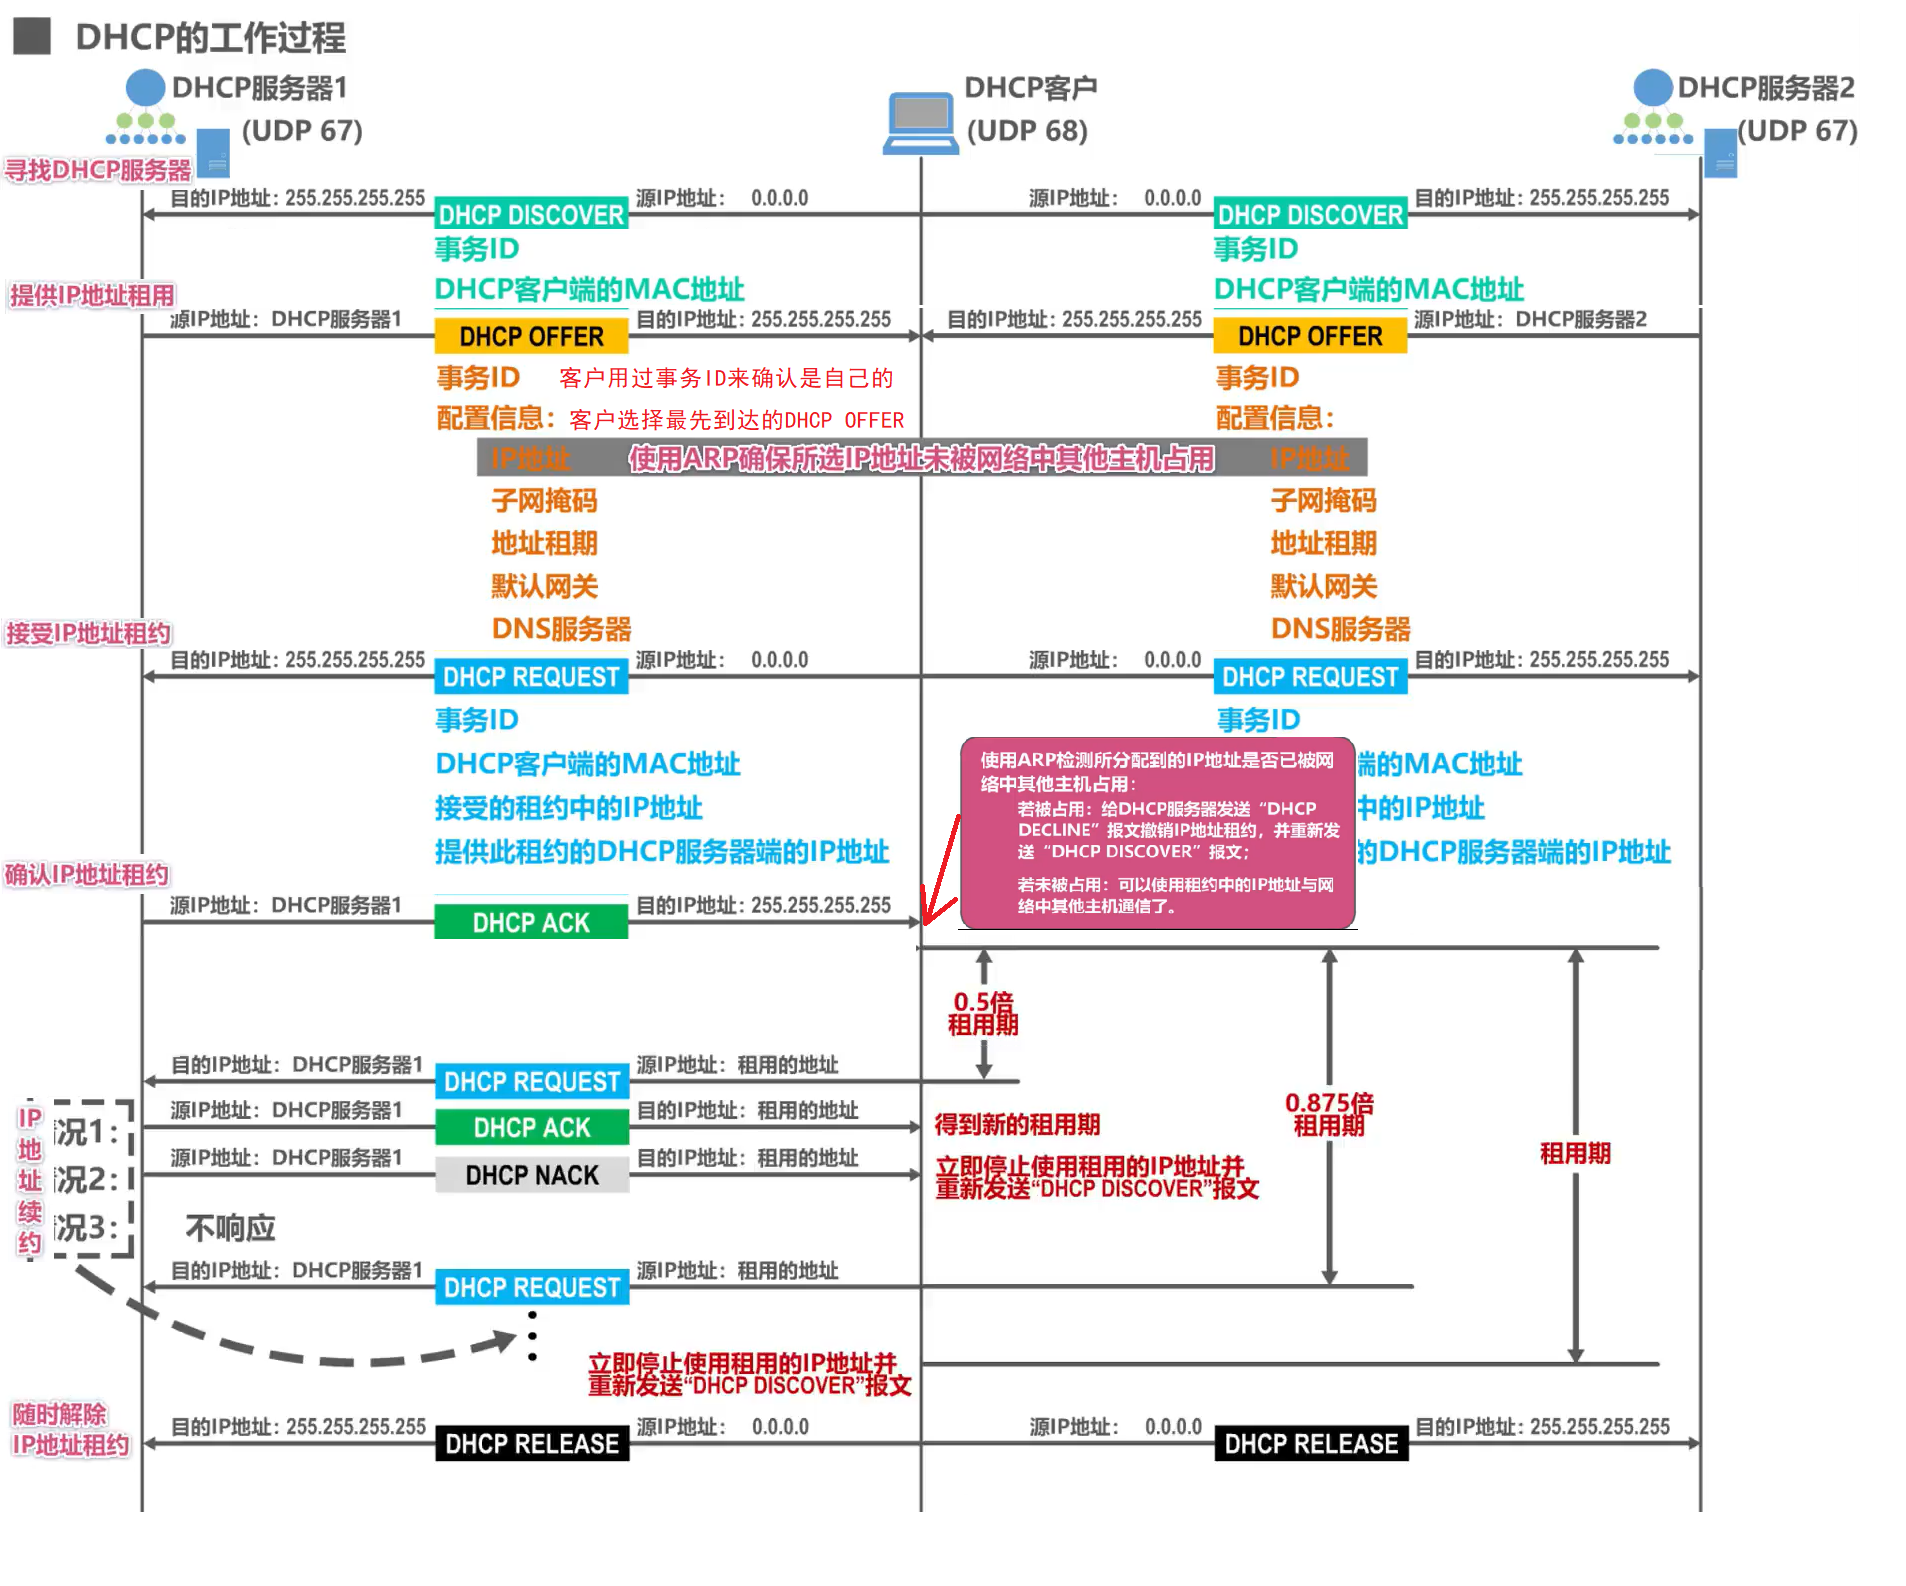 DHCP的工作过程
DHCP服务器1
(UDP 67)
DHCP客户
(UDP 68)
DHCP服务器2
(UDP 67)
寻找DHCP服务器
目的IP地址：255.255.255.255
DHCP DISCOVER
源IP地址： 0.0.0.0
源IP地址： 0.0.0.0
DHCP DISCOVER
目的IP地址：255.255.255.255
事务ID
DHCP客户端的MAC地址
事务ID
DHCP客户端的MAC地址
提供IP地址租用
源IP地址：DHCP服务器1
DHCP OFFER
目的IP地址：255.255.255.255
目的IP地址：255.255.255.255
DHCP OFFER
源IP地址：DHCP服务器2
事务ID
客户用过事务ID来确认是自己的
事务ID
配置信息：
客户选择最先到达的DHCP OFFER
配置信息：
IP地址
使用ARP确保所选IP地址未被网络中其他主机占用
IP地址
子网掩码
子网掩码
地址租期
地址租期
默认网关
默认网关
DNS服务器
DNS服务器
接受IP地址租约
目的IP地址：255.255.255.255
DHCP REQUEST
源IP地址： 0.0.0.0
源IP地址： 0.0.0.0
DHCP REQUEST
目的IP地址：255.255.255.255
事务ID
DHCP客户端的MAC地址
接受的租约中的IP地址
提供此租约的DHCP服务器端的IP地址
事务ID
端的MAC地址
中的IP地址
的DHCP服务器端的IP地址
使用ARP检测所分配到的IP地址是否已被网
络中其他主机占用：
若被占用：给DHCP服务器发送“DHCP
DECLINE”报文撤销IP地址租约，并重新发
送“DHCP DISCOVER”报文；
若未被占用：可以使用租约中的IP地址与网
络中其他主机通信了。
确认IP地址租约
源IP地址：DHCP服务器1
DHCP ACK
目的IP地址：255.255.255.255
0.5倍
租用期
0.875倍
租用期
租用期
目的IP地址：DHCP服务器1
DHCP REQUEST
源IP地址：租用的地址
IP
地
址
续
约
况1：
源IP地址：DHCP服务器1
DHCP ACK
目的IP地址：租用的地址
得到新的租用期
况2：
源IP地址：DHCP服务器1
DHCP NACK
目的IP地址：租用的地址
立即停止使用租用的IP地址并
重新发送“DHCP DISCOVER”报文
况3：
不响应
目的IP地址：DHCP服务器1
DHCP REQUEST
源IP地址：租用的地址
立即停止使用租用的IP地址并
重新发送“DHCP DISCOVER”报文
随时解除
IP地址租约
目的IP地址：255.255.255.255
DHCP RELEASE
源IP地址： 0.0.0.0
源IP地址： 0.0.0.0
DHCP RELEASE
目的IP地址：255.255.255.255